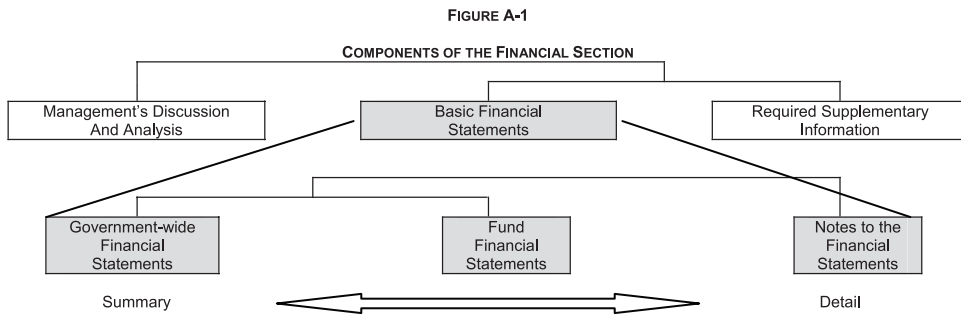 FIGURE A-1
COMPONENTS OF THE FINANCIAL SECTION
Management's Discussion
And Analysis
Basic Financial
Statements
Required Supplementary
Information
Government-wide
Financial
Statements
Fund
Financial
Statements
Notes to the
Financial
Statements
Summary
Detail